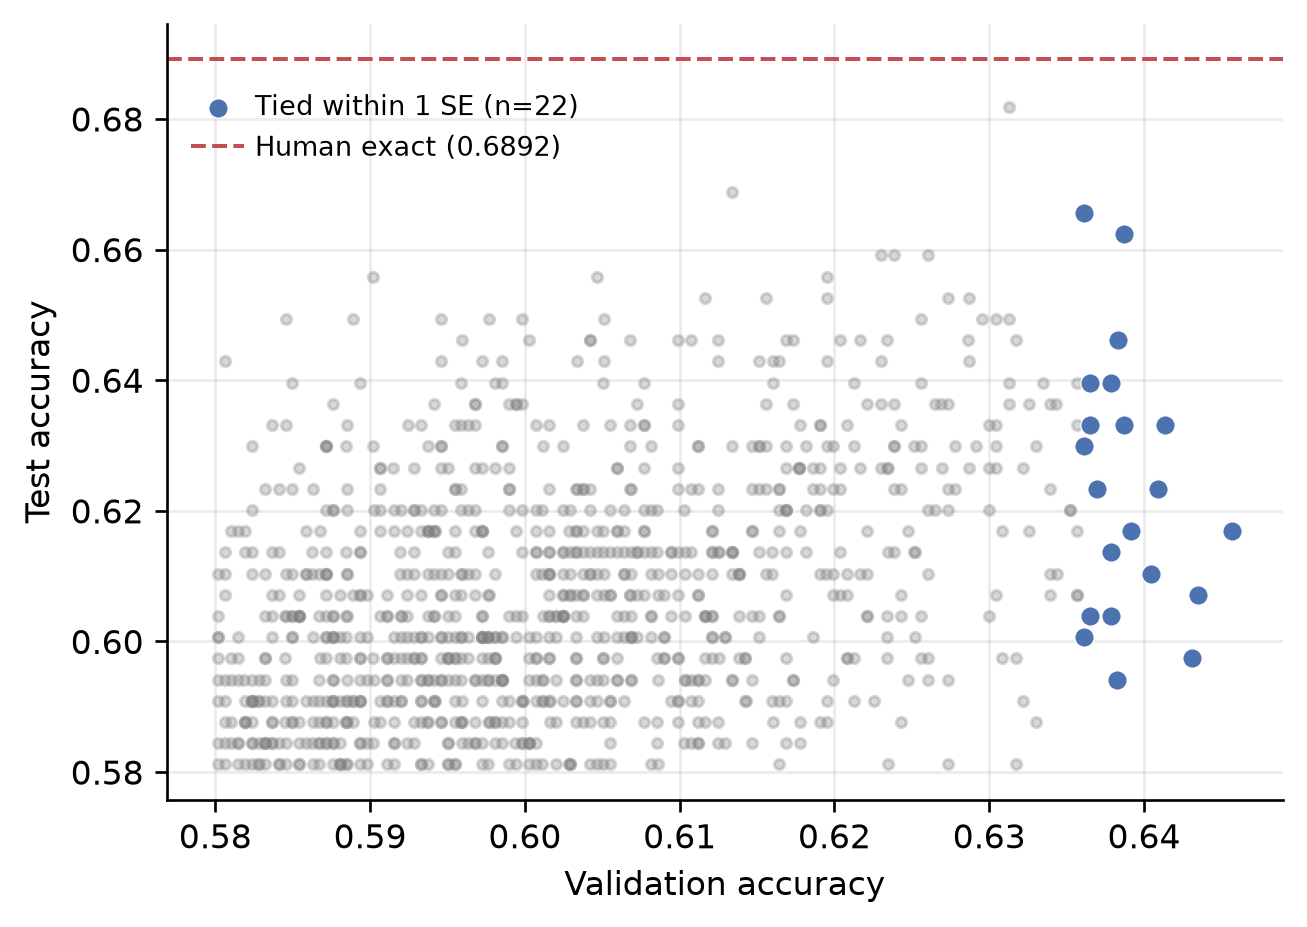 Tied within 1 SE (n=22)
Human exact (0.6892)
Test accuracy
0.68
0.66
0.64
0.62
0.60
0.58
0.58 0.59 0.60 0.61 0.62 0.63 0.64
Validation accuracy